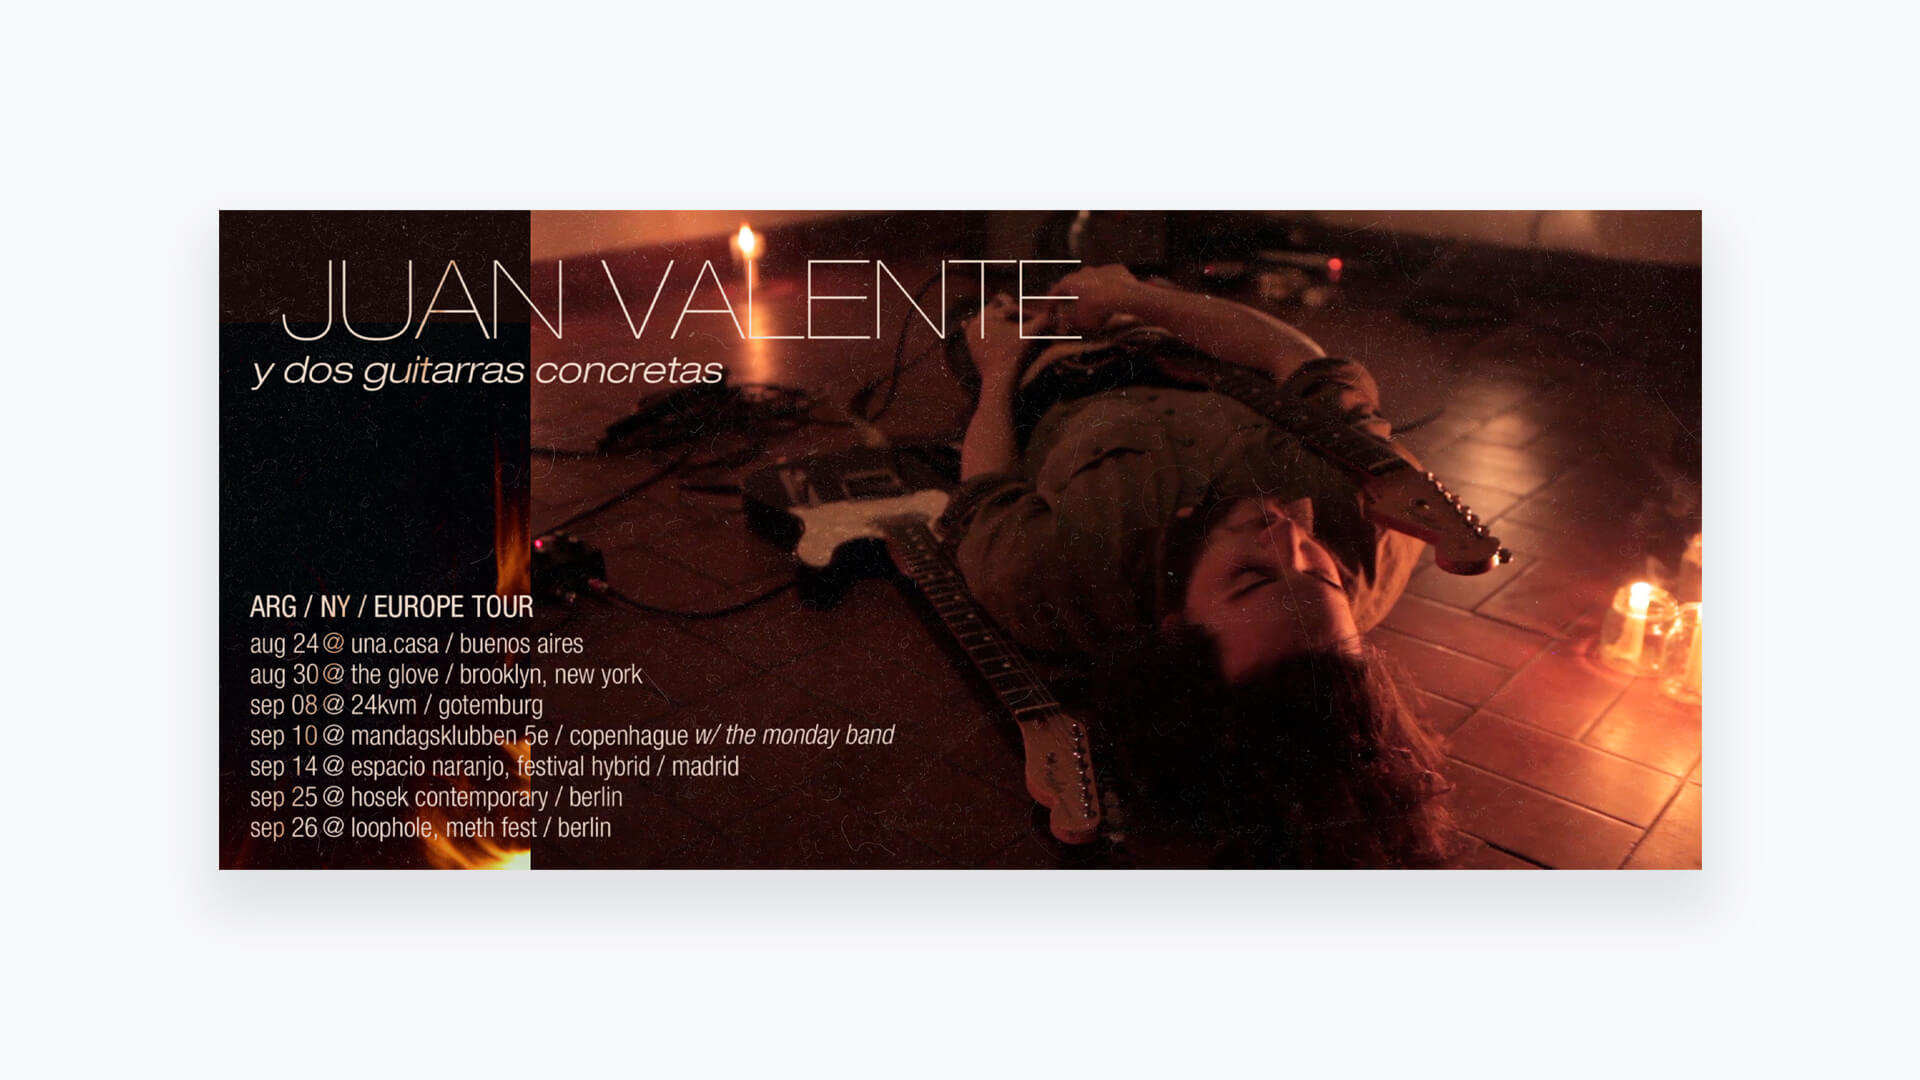 JUAN VALENTE
y dos guitarras concretas
ARG / NY / EUROPE TOUR
aug 24@ una.casa / buenos aires
aug 30@ the glove / brooklyn, new york
sep 08@ 24kvm / gotemburg
sep 10@ mandagsklubben 5e / copenhague w/ the monday band
sep 14@ espacio naranjo, festival hybrid / madrid
sep 25@ hosek contemporary / berlin
sep 26@ loophole, meth fest / berlin